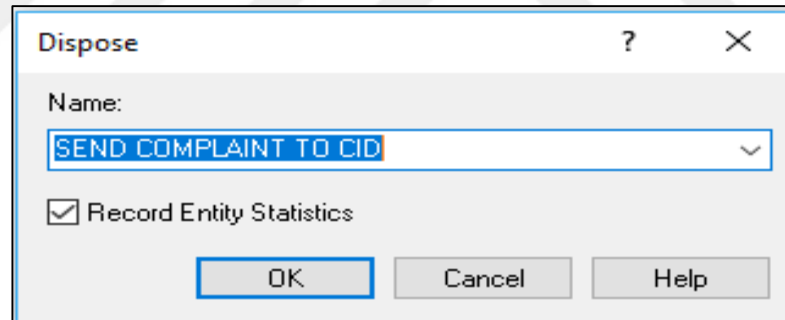 Dispose ?
Name:
SEND COMPLAINT TO CID
Record Entity Statistics
OK Cancel Help